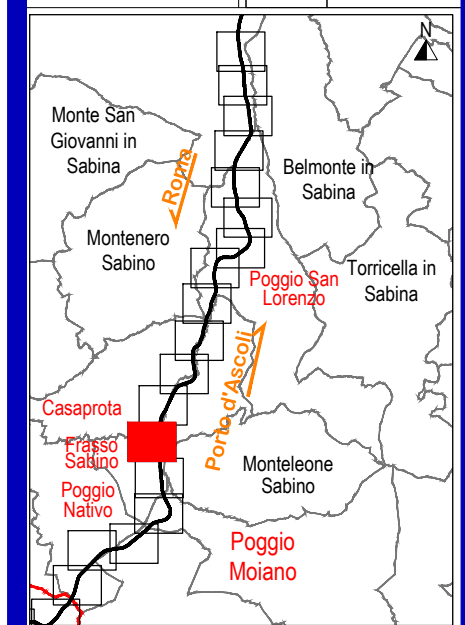 N
Monte San
Giovanni in
Sabina
Roma
Belmonte in
Sabina
Montenero
Sabino
Torricella in
Sabina
Poggio San
Lorenzo
Porto d'Ascoli
Casaprota
Frasso
Sabino
Monteleone
Sabino
Poggio
Nativo
Poggio
Moiano